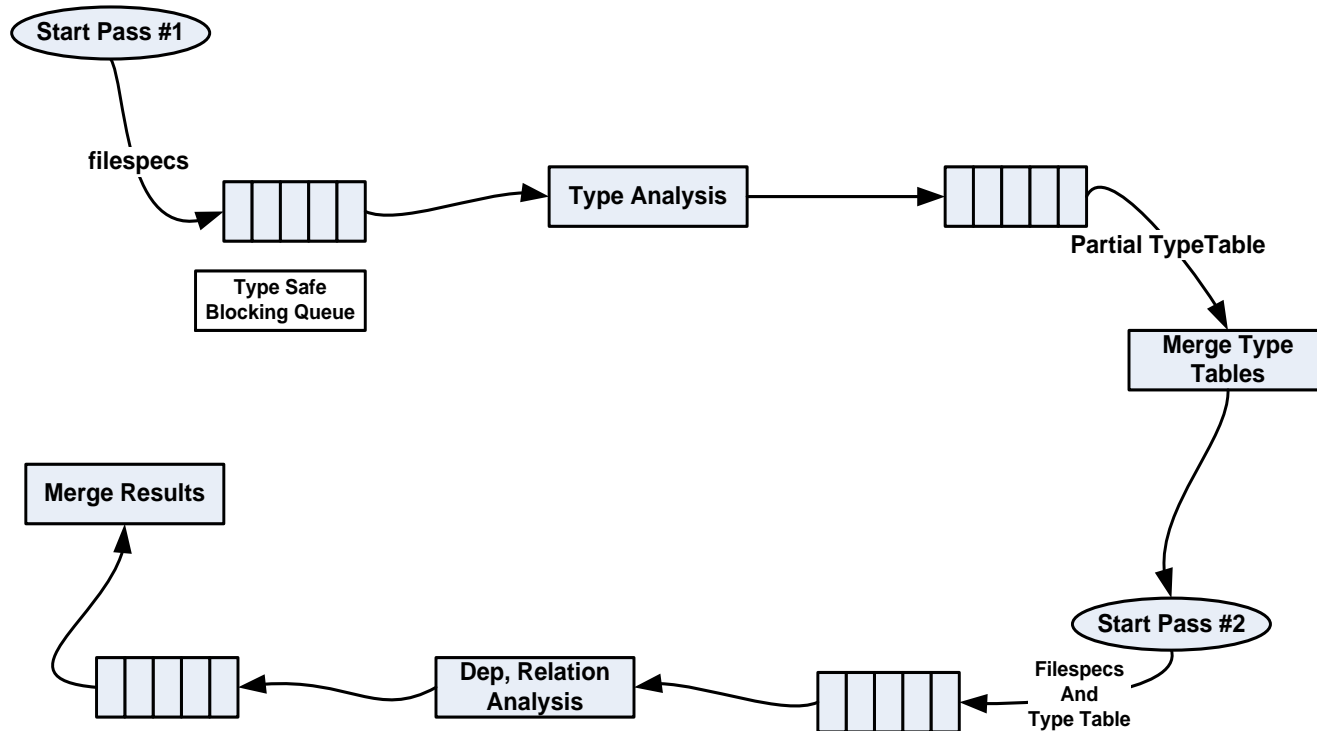 Start Pass #1
filespecs
Type Analysis
Type Safe
Blocking Queue
Partial TypeTable
Merge Type
Tables
Merge Results
Start Pass #2
Filespecs
And
Type Table
Dep, Relation
Analysis